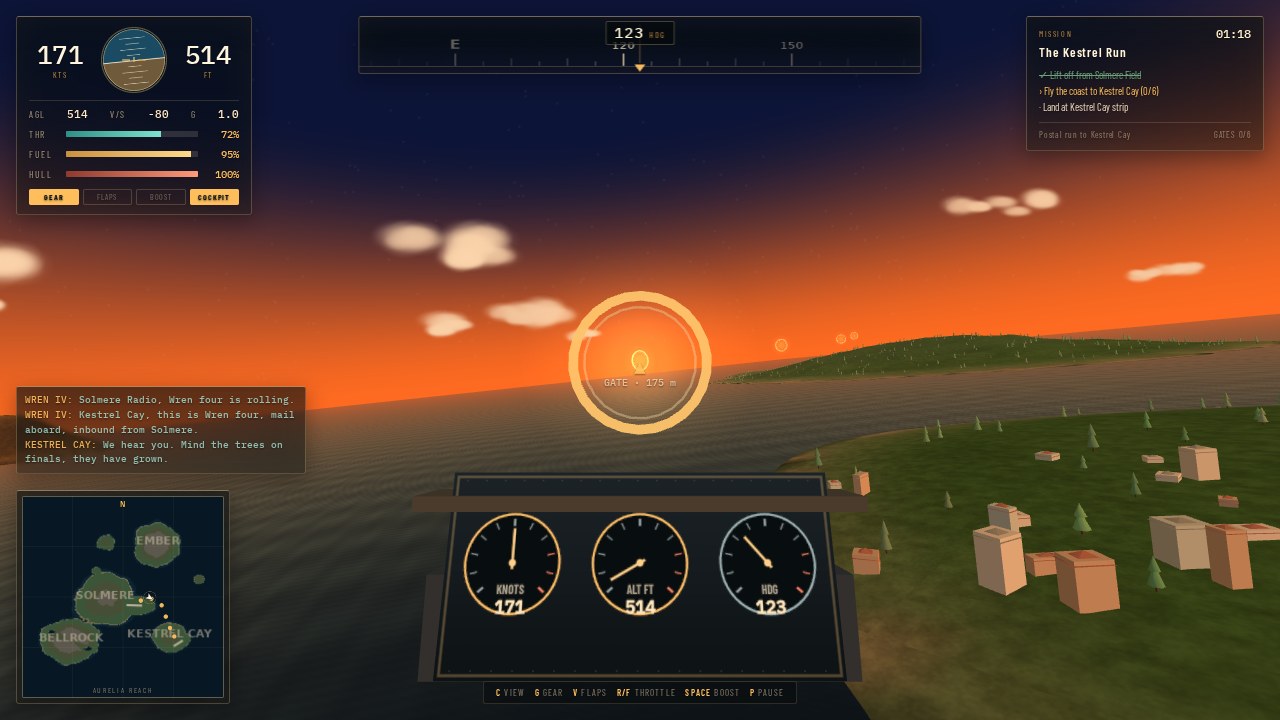 171
KTS
514
FT
AGL 514 V/S -80 G 1.0
THR 72%
FUEL 95%
HULL 100%
GEAR FLAPS BOOST COCKPIT
123 HDG
E 120 150
MISSION 01:18
The Kestrel Run
✓ Lift off from Solmere Field
› Fly the coast to Kestrel Cay (0/6)
· Land at Kestrel Cay strip
Postal run to Kestrel Cay GATES 0/6
GATE · 175 m
WREN IV: Solmere Radio, Wren four is rolling.
WREN IV: Kestrel Cay, this is Wren four, mail
aboard, inbound from Solmere.
KESTREL CAY: We hear you. Mind the trees on
finals, they have grown.
N
EMBER
SOLMERE
BELLROCK
KESTREL CAY
AURELIA REACH
KNOTS
171
ALT FT
514
HDG
123
C VIEW G GEAR V FLAPS R/F THROTTLE SPACE BOOST P PAUSE